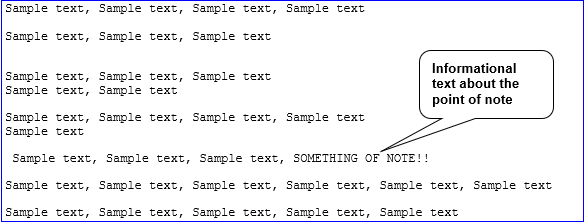 Sample text, Sample text, Sample text, Sample text
Sample text, Sample text, Sample text
Sample text, Sample text, Sample text
Sample text, Sample text
Informational
text about the
point of note
Sample text, Sample text, Sample text, Sample text
Sample text
Sample text, Sample text, Sample text, SOMETHING OF NOTE!!
Sample text, Sample text, Sample text, Sample text, Sample text, Sample text
Sample text, Sample text, Sample text, Sample text, Sample text